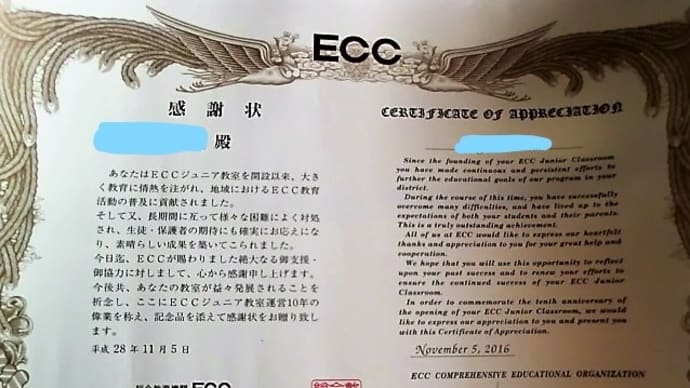 ECC
感謝状
殿
あなたはECCジュニア教室を開設以来、大き
く教育に情熱を注がれ、地域におけるECC教育
活動の普及に貢献されました。
そして又、長期間に亙って様々な困難によく対処
され、生徒・保護者の期待にも確実にお応えにな
り、素晴らしい成果を築いてこられました。
今日迄、ECCが賜わりました絶大なる御支援・
御協力に対しまして、心から感謝申し上げます。
今後共、あなたの教室が益々発展されることを
祈念し、ここにECCジュニア教室運営10年の
偉業を称え、記念品を添えて感謝状をお贈り致し
ます。
平成28年11月5日
ECC
CERTIFICATE OF APPRECIATION
Since the founding of your ECC Junior Classroom
you have made continuous and persistent efforts to
further the educational goals of our program in your
district.
During the course of this time, you have successfully
overcome many difficulties, and have lived up to the
expectations of both your students and their parents.
This is a truly outstanding achievement.
All of us at ECC would like to express our heartfelt
thanks and appreciation to you for your great help and
cooperation.
We hope that you will use this opportunity to reflect
upon your past success and to renew your efforts to
ensure the continued success of your ECC Junior
Classroom.
In order to commemorate the tenth anniversary of
the opening of your ECC Junior Classroom, we would
like to express our appreciation to you and present you
with this Certificate of Appreciation.
November 5, 2016
ECC COMPREHENSIVE EDUCATIONAL ORGANIZATION